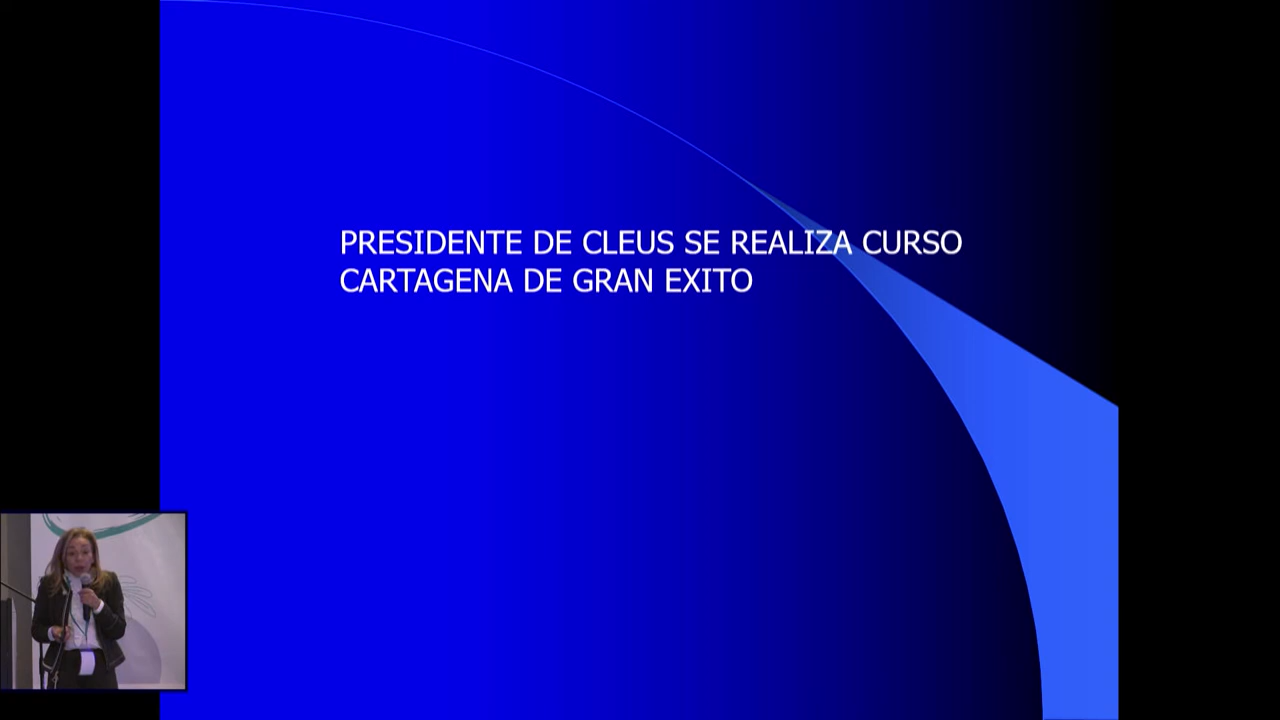 PRESIDENTE DE CLEUS SE REALIZA CURSO
CARTAGENA DE GRAN EXITO